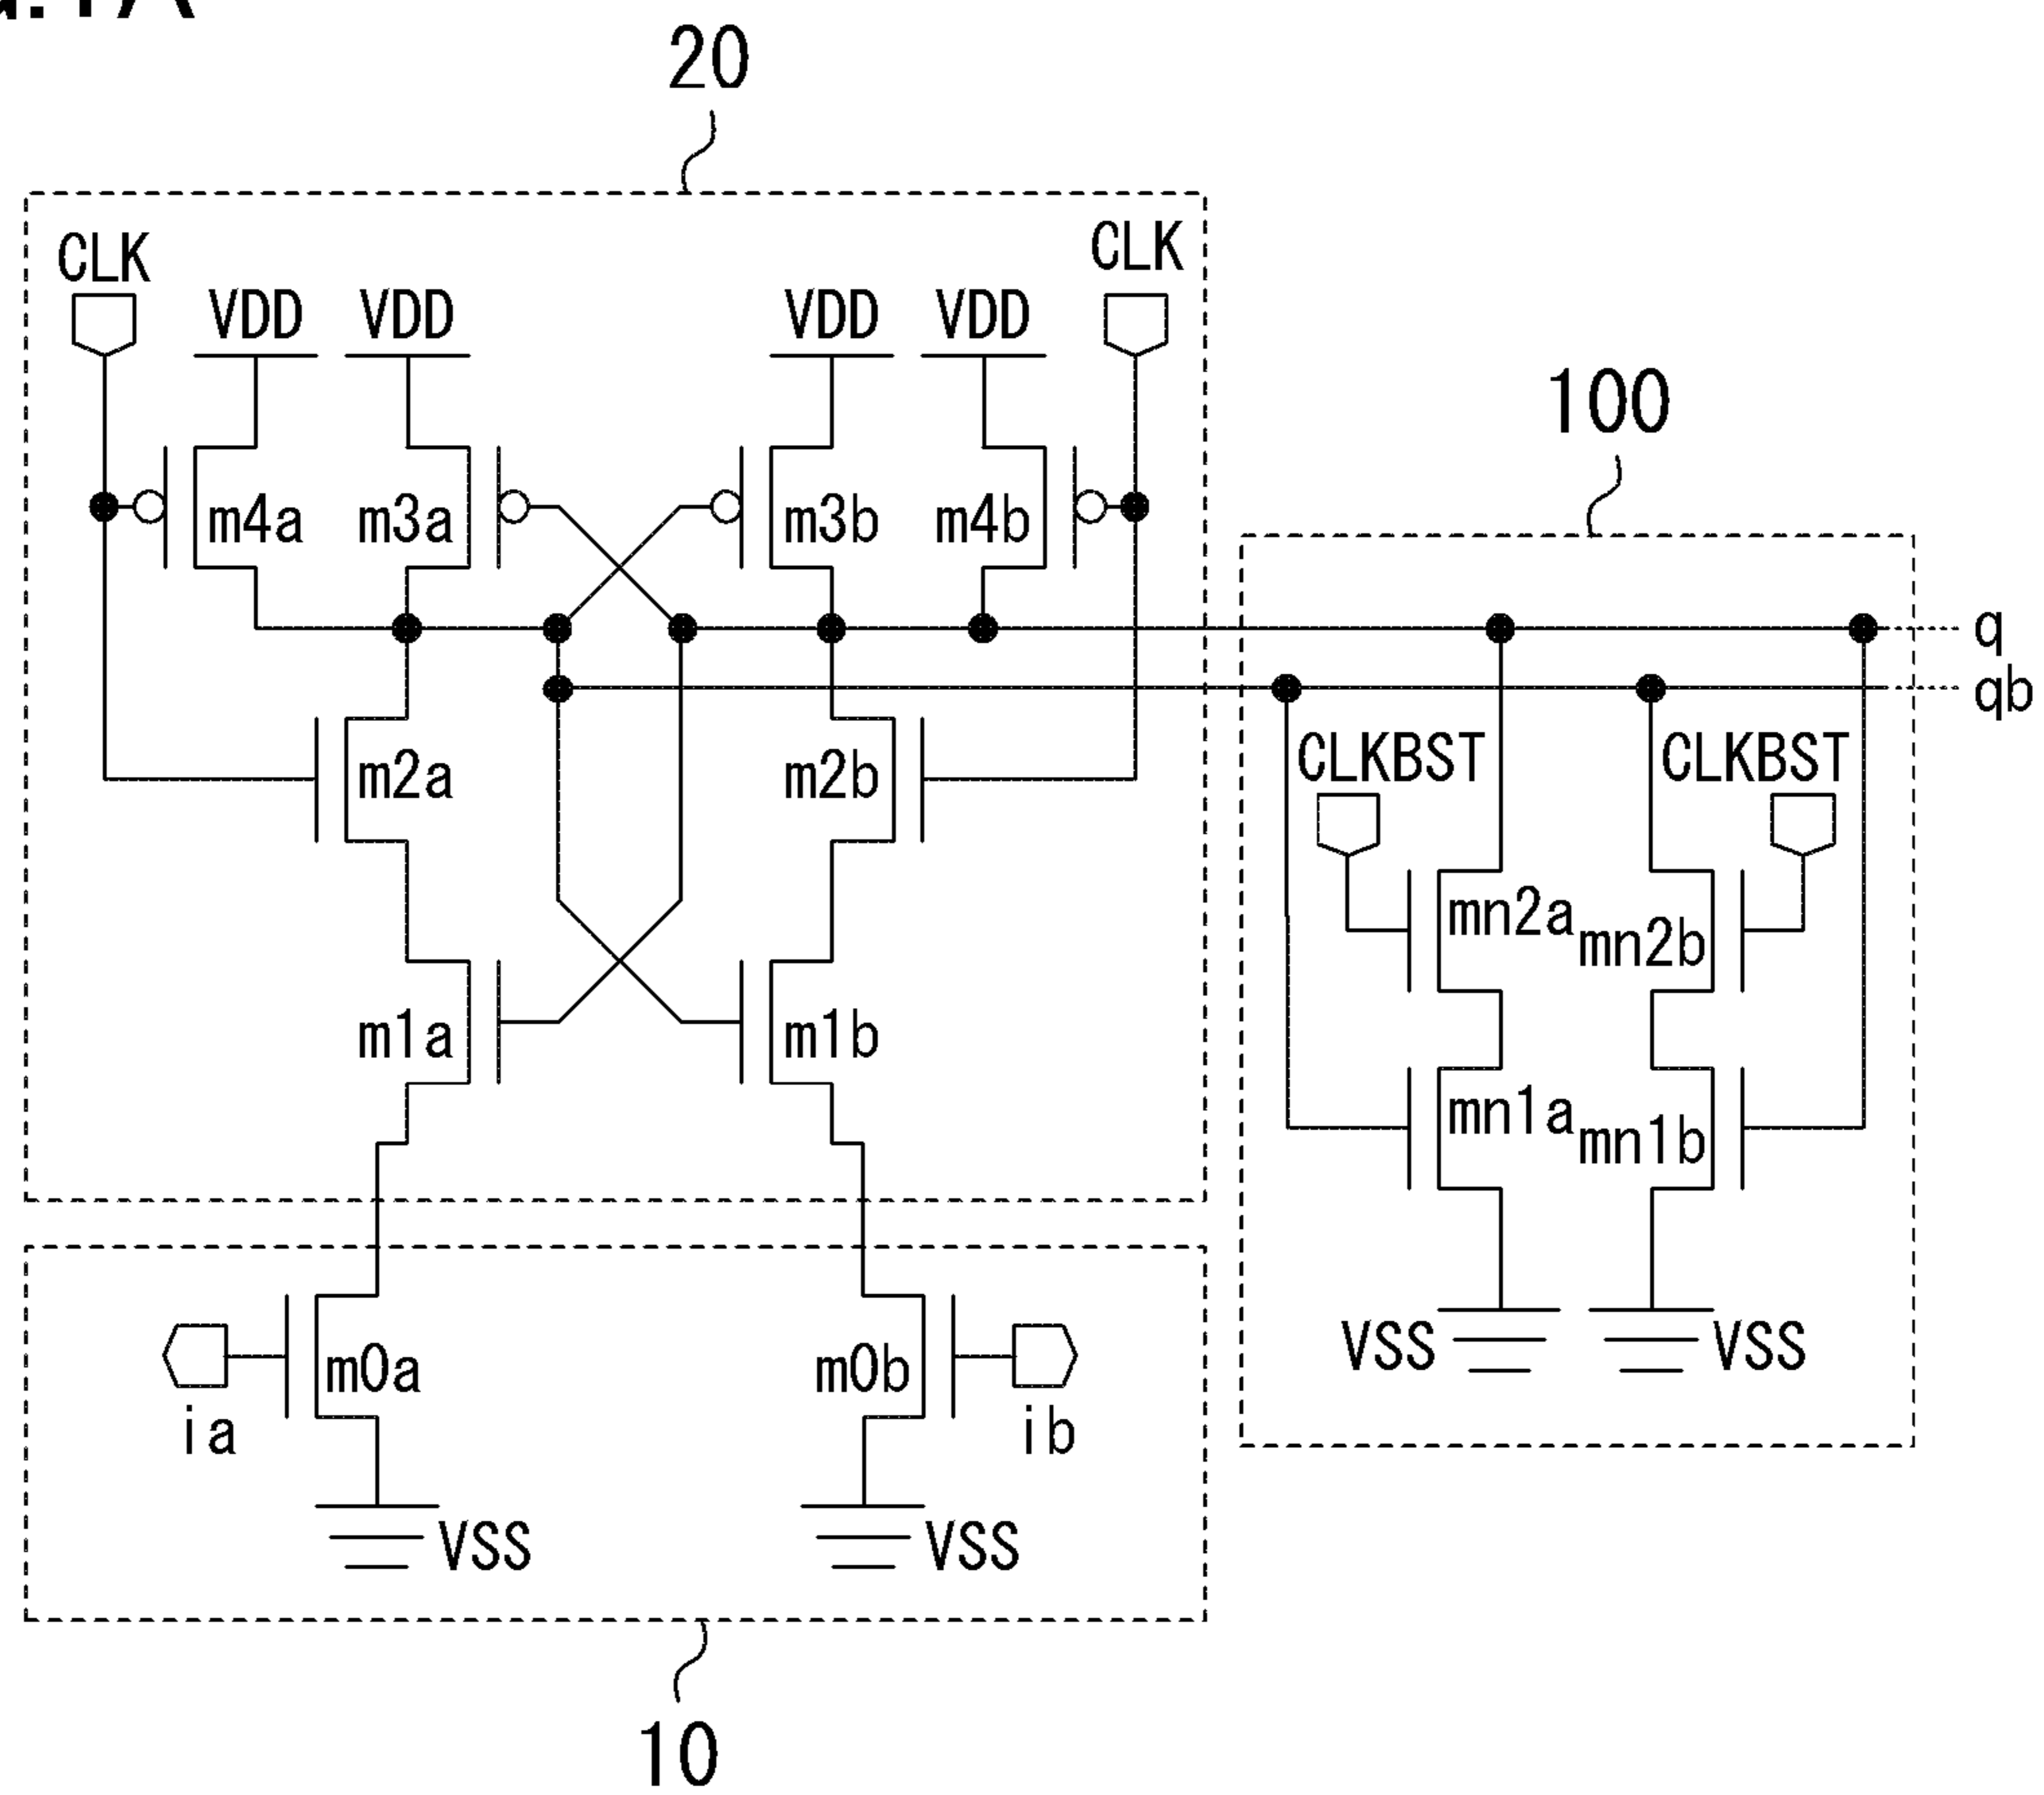 20
CLK
CLK
VDD VDD VDD VDD
100
m4a m3a m3b m4b
q
qb
CLKBST CLKBST
m2a m2b
mn2a mn2b
m1a m1b
mn1a mn1b
VSS VSS
m0a m0b
ia ib
VSS VSS
10